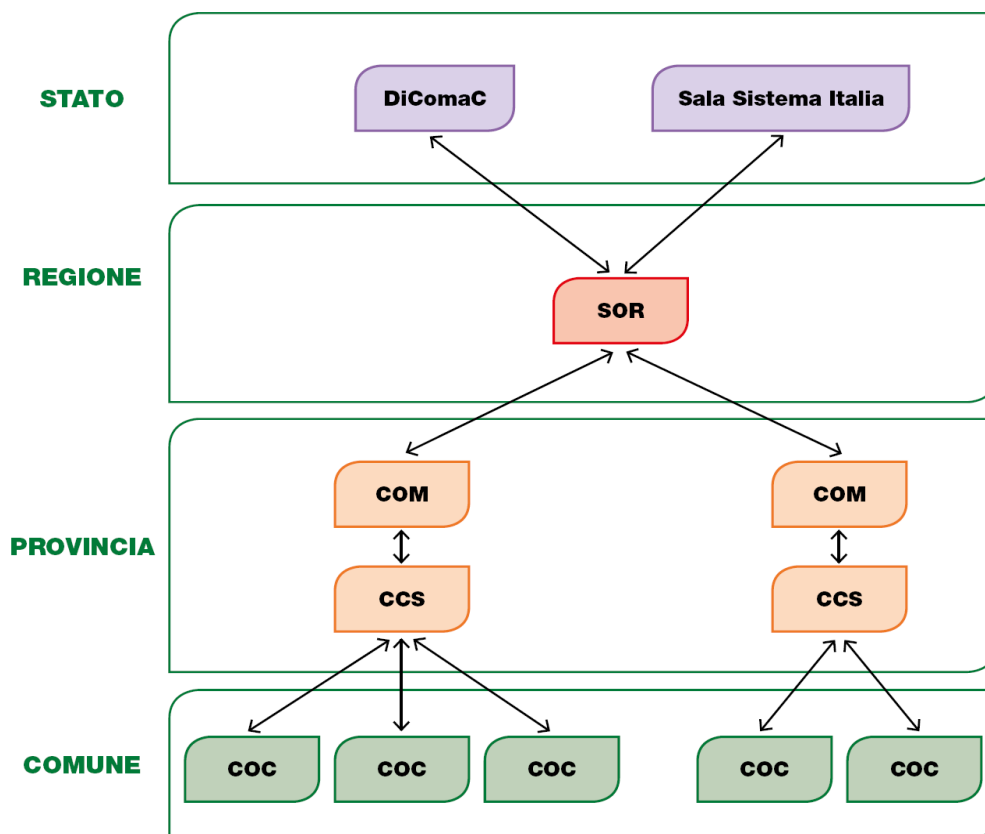 STATO
DiComaC
Sala Sistema Italia
REGIONE
SOR
PROVINCIA
COM
COM
CCS
CCS
COMUNE
COC
COC
COC
COC
COC